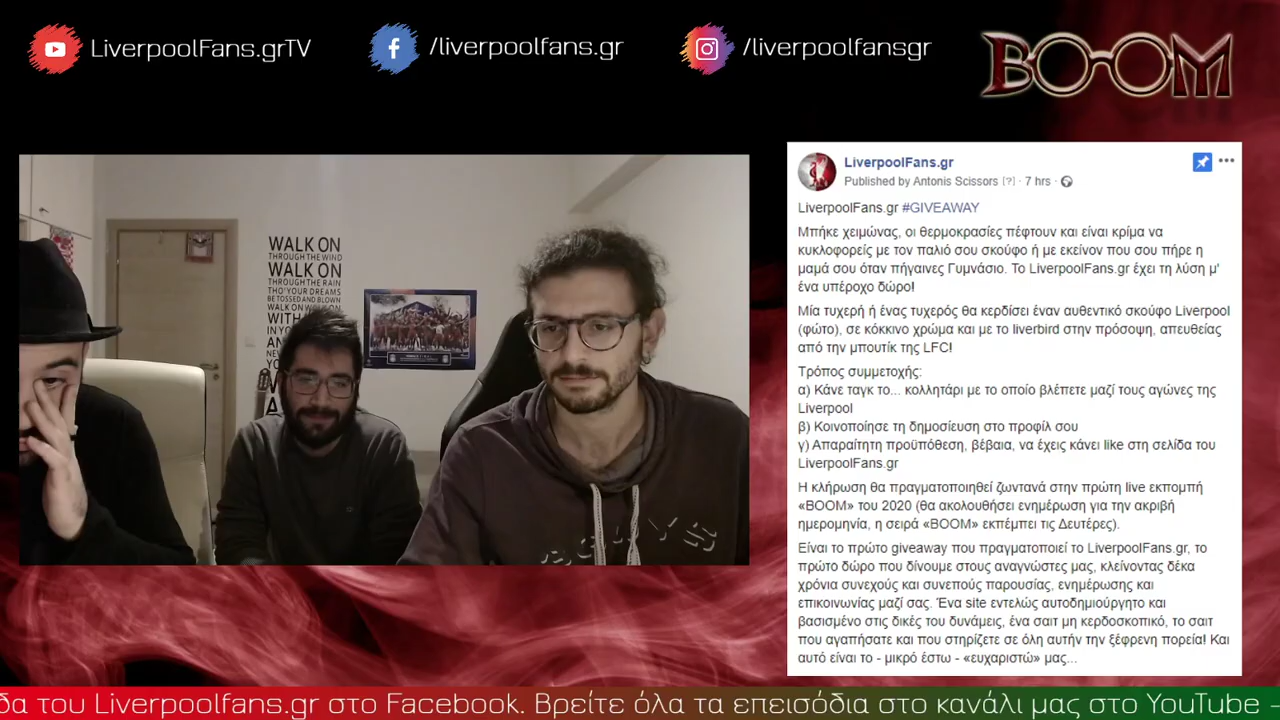 LiverpoolFans.grTV
/liverpoolfans.gr
/liverpoolfansgr
BOOM
WALK ON
THROUGH THE WIND
WALK ON
THROUGH THE RAIN
THO' YOUR DREAMS
BE TOSSED AND BLOWN
LiverpoolFans.gr
Published by Antonis Scissors [?] · 7 hrs ·
LiverpoolFans.gr #GIVEAWAY
Μπήκε χειμώνας, οι θερμοκρασίες πέφτουν και είναι κρίμα να
κυκλοφορείς με τον παλιό σου σκούφο ή με εκείνον που σου πήρε η
μαμά σου όταν πήγαινες Γυμνάσιο. Το LiverpoolFans.gr έχει τη λύση μ'
ένα υπέροχο δώρο!
Μία τυχερή ή ένας τυχερός θα κερδίσει έναν αυθεντικό σκούφο Liverpool
(φώτο), σε κόκκινο χρώμα και με το liverbird στην πρόσοψη, απευθείας
από την μπουτίκ της LFC!
Τρόπος συμμετοχής:
α) Κάνε ταγκ το... κολλητάρι με το οποίο βλέπετε μαζί τους αγώνες της
Liverpool
β) Κοινοποίησε τη δημοσίευση στο προφίλ σου
γ) Απαραίτητη προϋπόθεση, βέβαια, να έχεις κάνει like στη σελίδα του
LiverpoolFans.gr
Η κλήρωση θα πραγματοποιηθεί ζωντανά στην πρώτη live εκπομπή
«BOOM» του 2020 (θα ακολουθήσει ενημέρωση για την ακριβή
ημερομηνία, η σειρά «BOOM» εκπέμπει τις Δευτέρες).
Είναι το πρώτο giveaway που πραγματοποιεί το LiverpoolFans.gr, το
πρώτο δώρο που δίνουμε στους αναγνώστες μας, κλείνοντας δέκα
χρόνια συνεχούς και συνεπούς παρουσίας, ενημέρωσης και
επικοινωνίας μαζί σας. Ένα site εντελώς αυτοδημιούργητο και
βασισμένο στις δικές του δυνάμεις, ένα σαιτ μη κερδοσκοπικό, το σαιτ
που αγαπήσατε και που στηρίζετε σε όλη αυτήν την ξέφρενη πορεία! Και
αυτό είναι το - μικρό έστω - «ευχαριστώ» μας...
δα του Liverpoolfans.gr στο Facebook. Βρείτε όλα τα επεισόδια στο κανάλι μας στο YouTube -